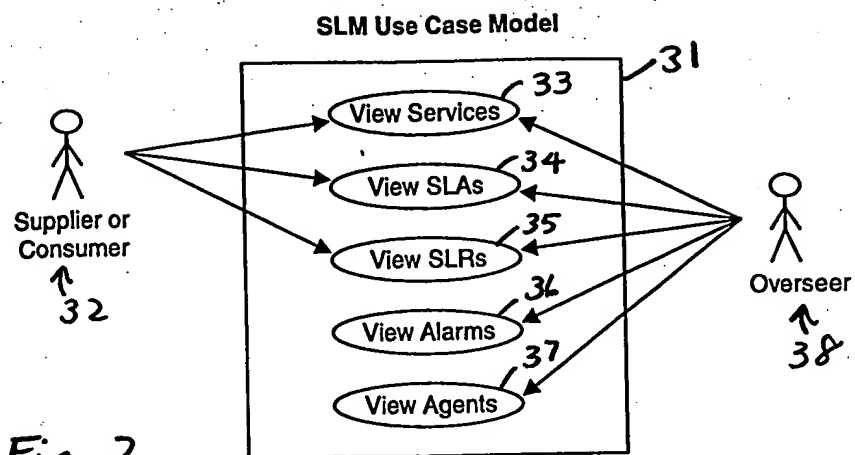 SLM Use Case Model
31
33
View Services
34
View SLAs
Supplier or
Consumer
32
35
View SLRs
Overseer
38
36
View Alarms
37
View Agents
Fig. 2